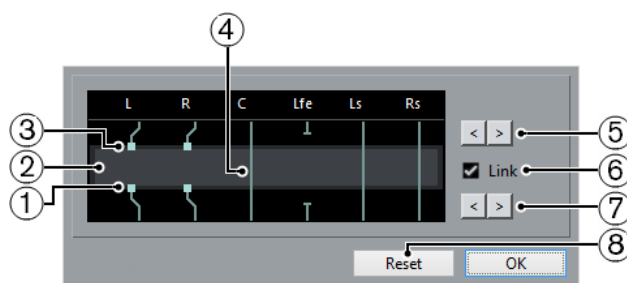 ④
L R C Lfe Ls Rs
③ < > ⑤
② Link ⑥
① < > ⑦
⑧
Reset OK